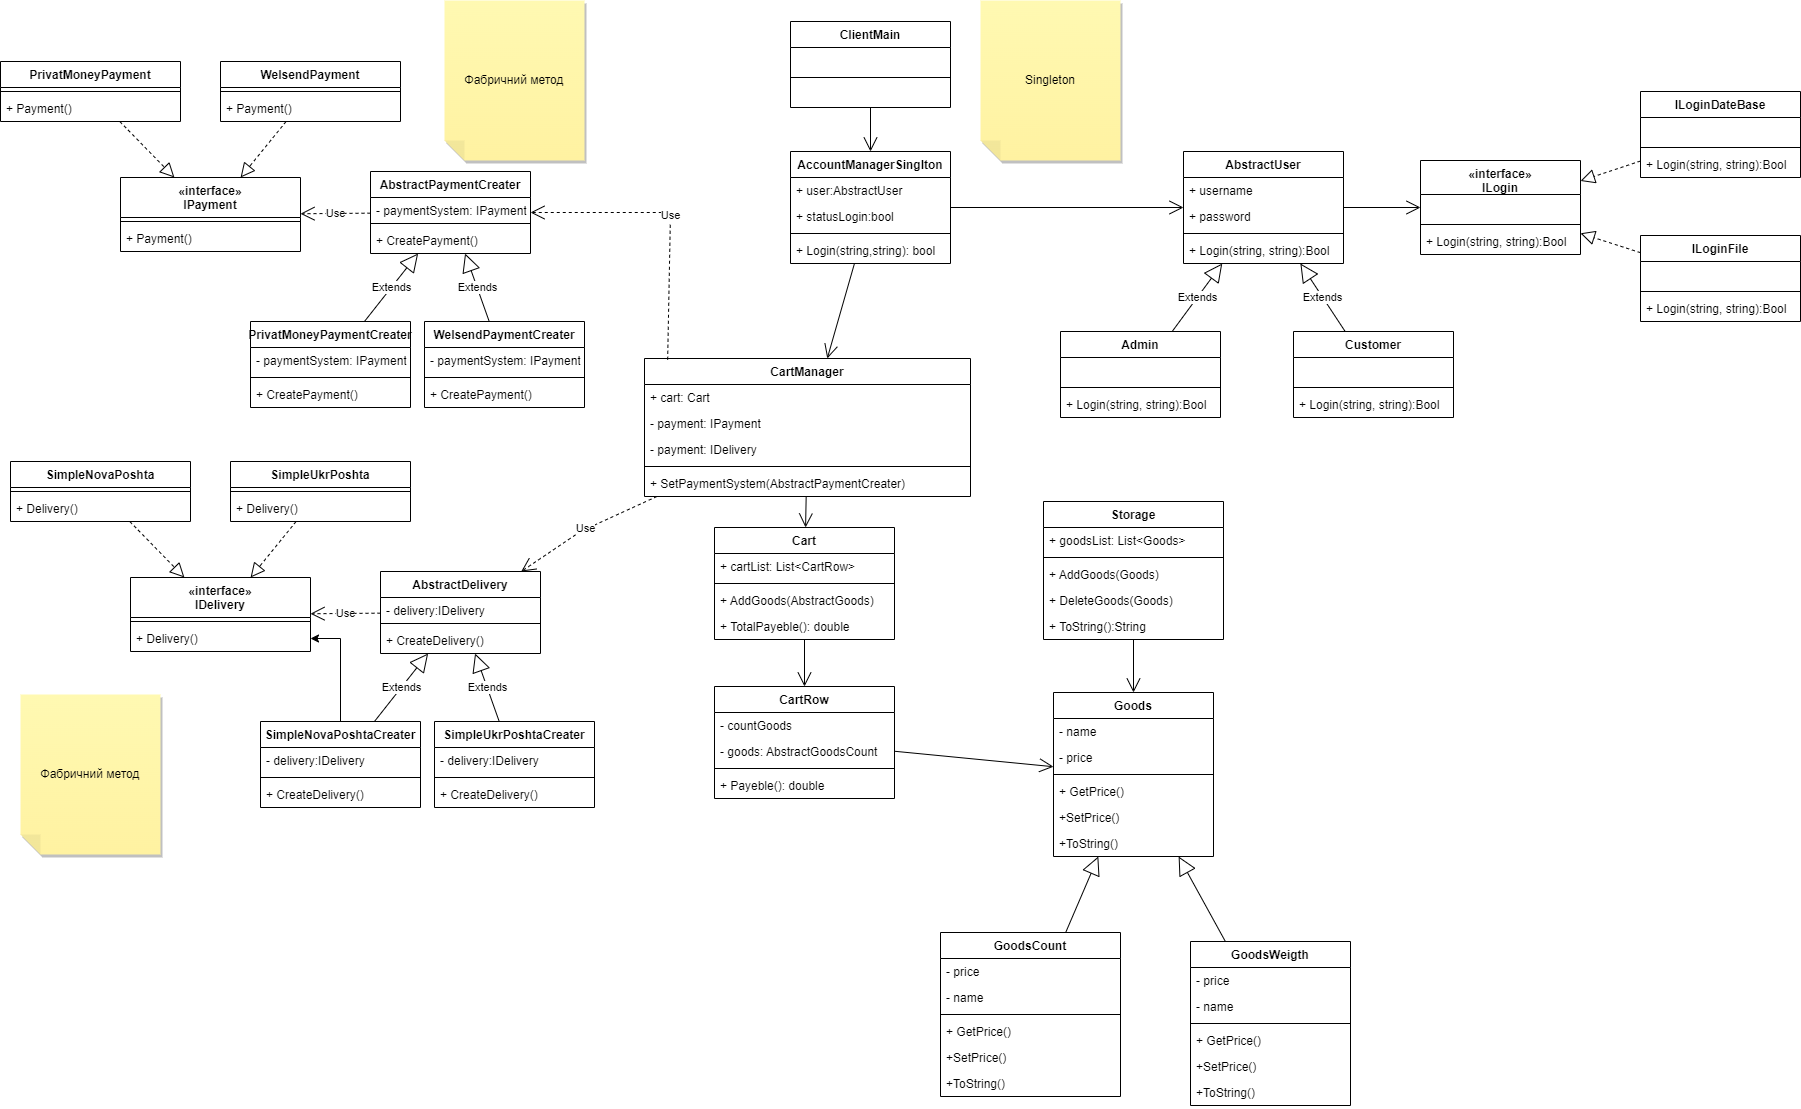 Фабричний метод
Singleton
ClientMain
PrivatMoneyPayment
+ Payment()
WelsendPayment
+ Payment()
«interface»
IPayment
+ Payment()
Use
AbstractPaymentCreater
- paymentSystem: IPayment
+ CreatePayment()
Use
Extends
Extends
PrivatMoneyPaymentCreater
- paymentSystem: IPayment
+ CreatePayment()
WelsendPaymentCreater
- paymentSystem: IPayment
+ CreatePayment()
AccountManagerSinglton
+ user:AbstractUser
+ statusLogin:bool
+ Login(string,string): bool
AbstractUser
+ username
+ password
+ Login(string, string):Bool
Extends
Extends
Admin
+ Login(string, string):Bool
Customer
+ Login(string, string):Bool
«interface»
ILogin
+ Login(string, string):Bool
ILoginDateBase
+ Login(string, string):Bool
ILoginFile
+ Login(string, string):Bool
CartManager
+ cart: Cart
- payment: IPayment
- payment: IDelivery
+ SetPaymentSystem(AbstractPaymentCreater)
Use
SimpleNovaPoshta
+ Delivery()
SimpleUkrPoshta
+ Delivery()
«interface»
IDelivery
+ Delivery()
Use
AbstractDelivery
- delivery:IDelivery
+ CreateDelivery()
Extends
Extends
SimpleNovaPoshtaCreater
- delivery:IDelivery
+ CreateDelivery()
SimpleUkrPoshtaCreater
- delivery:IDelivery
+ CreateDelivery()
Фабричний метод
Cart
+ cartList: List<CartRow>
+ AddGoods(AbstractGoods)
+ TotalPayeble(): double
CartRow
- countGoods
- goods: AbstractGoodsCount
+ Payeble(): double
Storage
+ goodsList: List<Goods>
+ AddGoods(Goods)
+ DeleteGoods(Goods)
+ ToString():String
Goods
- name
- price
+ GetPrice()
+SetPrice()
+ToString()
GoodsCount
- price
- name
+ GetPrice()
+SetPrice()
+ToString()
GoodsWeigth
- price
- name
+ GetPrice()
+SetPrice()
+ToString()